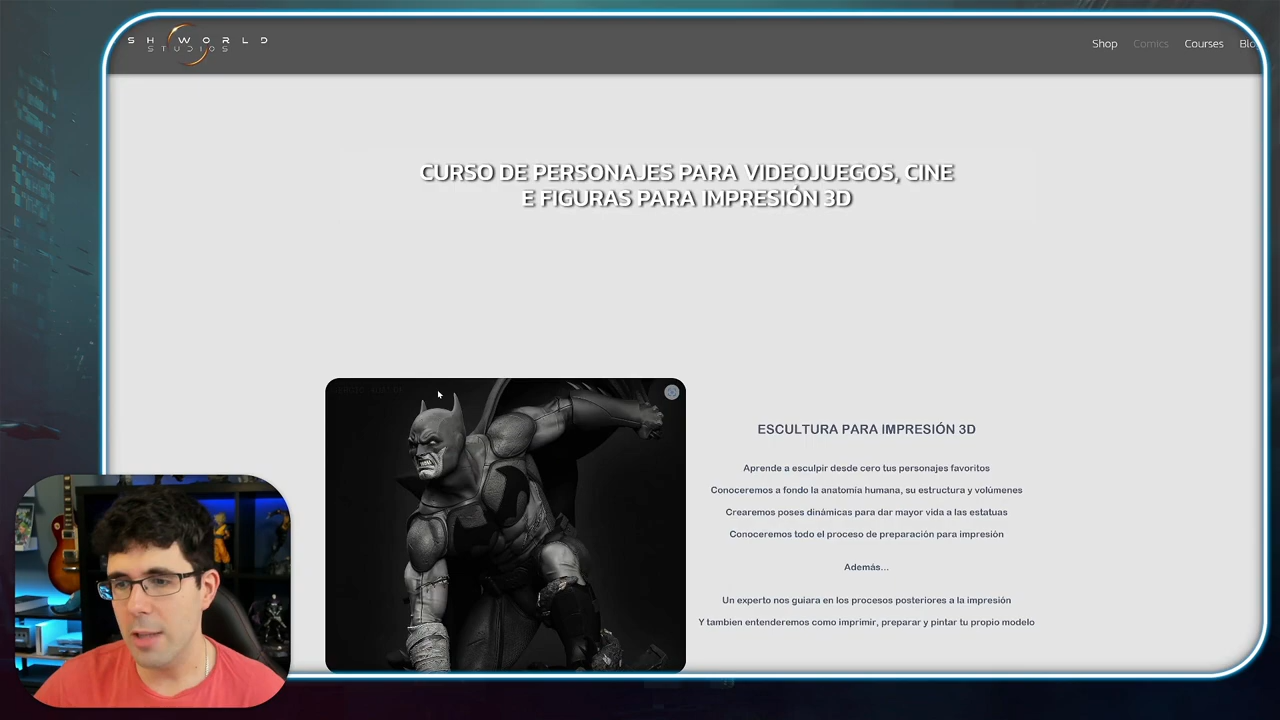 SHIWORLD
STUDIOS
Shop
Comics
Courses
CURSO DE PERSONAJES PARA VIDEOJUEGOS, CINE
E FIGURAS PARA IMPRESIÓN 3D
ESCULTURA PARA IMPRESIÓN 3D
Aprende a esculpir desde cero tus personajes favoritos
Conoceremos a fondo la anatomía humana, su estructura y volúmenes
Crearemos poses dinámicas para dar mayor vida a las estatuas
Conoceremos todo el proceso de preparación para impresión
Además...
Un experto nos guiara en los procesos posteriores a la impresión
Y tambien entenderemos como imprimir, preparar y pintar tu propio modelo